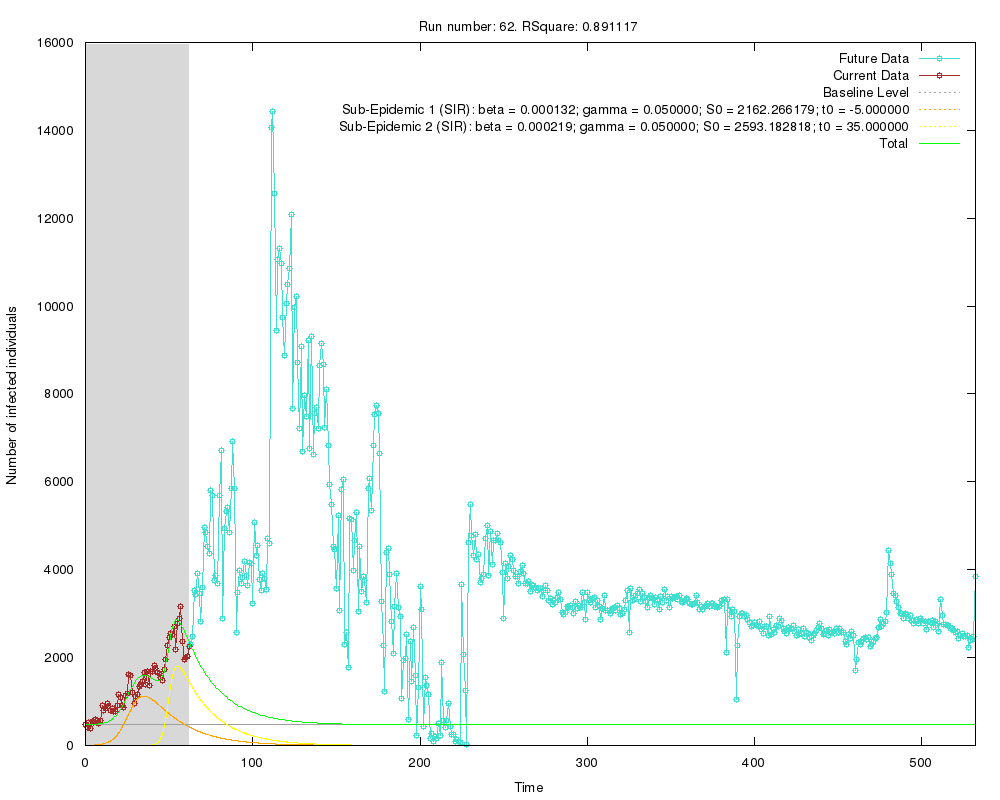 Run number: 62. RSquare: 0.891117
Future Data
Current Data
Baseline Level
Sub-Epidemic 1 (SIR): beta = 0.000132; gamma = 0.050000; S0 = 2162.266179; t0 = -5.000000
Sub-Epidemic 2 (SIR): beta = 0.000219; gamma = 0.050000; S0 = 2593.182818; t0 = 35.000000
Total
16000
14000
12000
10000
8000
6000
4000
2000
0
Number of infected individuals
0 100 200 300 400 500
Time